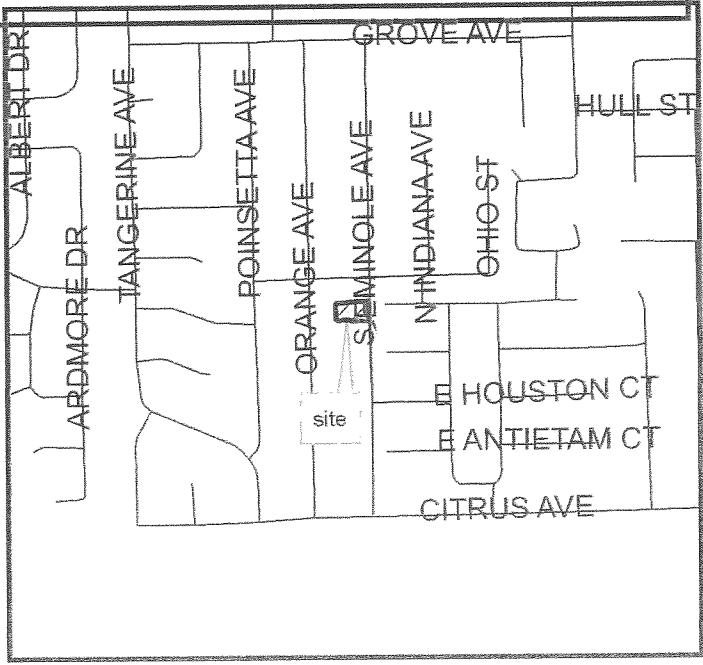 GROVE AVE
ALBERT DR
TANGERINE AVE
POINSETTA AVE
HULL ST
SEMINOLE AVE
N INDIANA AVE
OHIO ST
ORANGE AVE
ARDMORE DR
E HOUSTON CT
site
E ANTIETAM CT
CITRUS AVE